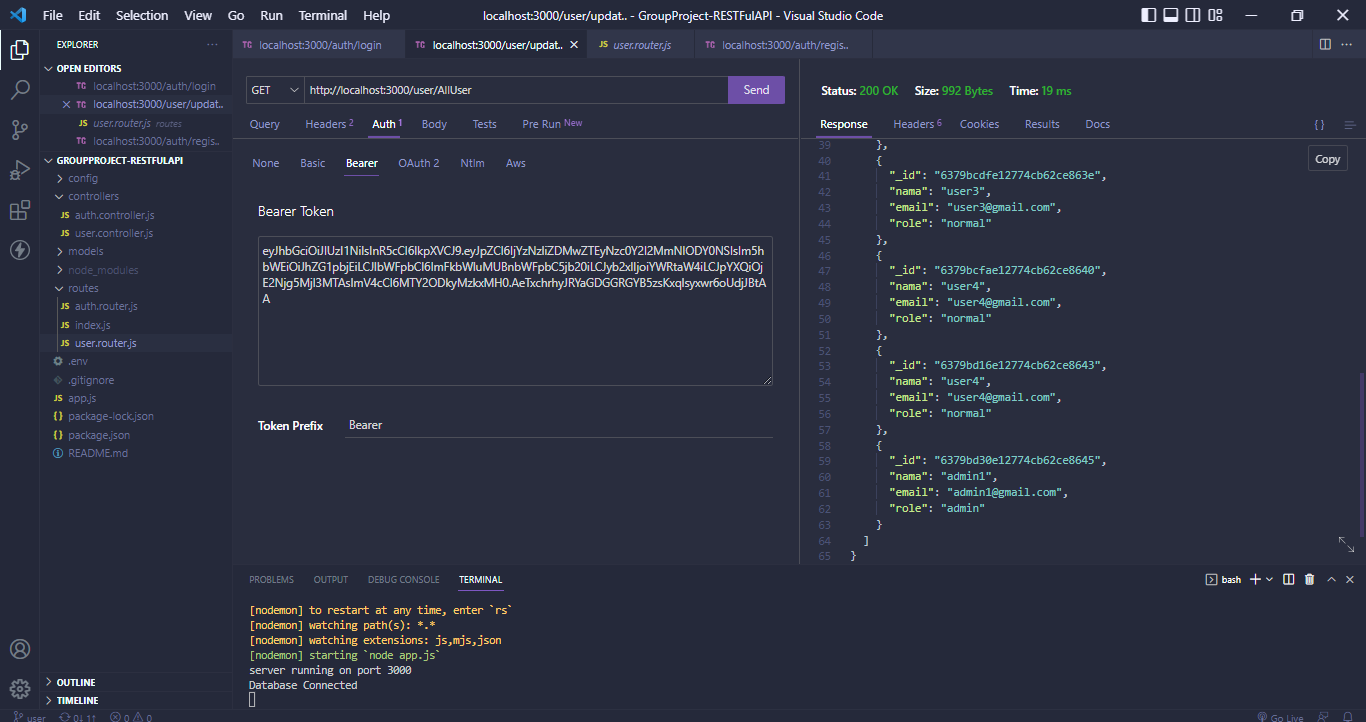 File Edit Selection View Go Run Terminal Help
localhost:3000/user/updat.. - GroupProject-RESTFulAPI - Visual Studio Code
EXPLORER
OPEN EDITORS
TC localhost:3000/auth/login
TC localhost:3000/user/updat..
JS user.router.js routes
TC localhost:3000/auth/regis..
GROUPPROJECT-RESTFULAPI
config
controllers
JS auth.controller.js
JS user.controller.js
models
node_modules
routes
JS auth.router.js
JS index.js
JS user.router.js
.env
.gitignore
JS app.js
{} package-lock.json
{} package.json
README.md
OUTLINE
TIMELINE
TC localhost:3000/auth/login
TC localhost:3000/user/updat..
JS user.router.js
TC localhost:3000/auth/regis..
GET
http://localhost:3000/user/AllUser
Send
Query Headers 2 Auth 1 Body Tests Pre Run New
None Basic Bearer OAuth 2 Ntlm Aws
Bearer Token
Token Prefix Bearer
Status: 200 OK Size: 992 Bytes Time: 19 ms
Response Headers 6 Cookies Results Docs
{ }
Copy
39 },
40 {
41 "_id": "6379bcdfe12774cb62ce863e",
42 "nama": "user3",
43 "email": "user3@gmail.com",
44 "role": "normal"
45 },
46 {
47 "_id": "6379bcfae12774cb62ce8640",
48 "nama": "user4",
49 "email": "user4@gmail.com",
50 "role": "normal"
51 },
52 {
53 "_id": "6379bd16e12774cb62ce8643",
54 "nama": "user4",
55 "email": "user4@gmail.com",
56 "role": "normal"
57 },
58 {
59 "_id": "6379bd30e12774cb62ce8645",
60 "nama": "admin1",
61 "email": "admin1@gmail.com",
62 "role": "admin"
63 }
64 ]
65 }
PROBLEMS OUTPUT DEBUG CONSOLE TERMINAL
bash
[nodemon] to restart at any time, enter `rs`
[nodemon] watching path(s): *.*
[nodemon] watching extensions: js,mjs,json
[nodemon] starting `node app.js`
server running on port 3000
Database Connected
user 0↓ 1↑ 0 0
Go Live